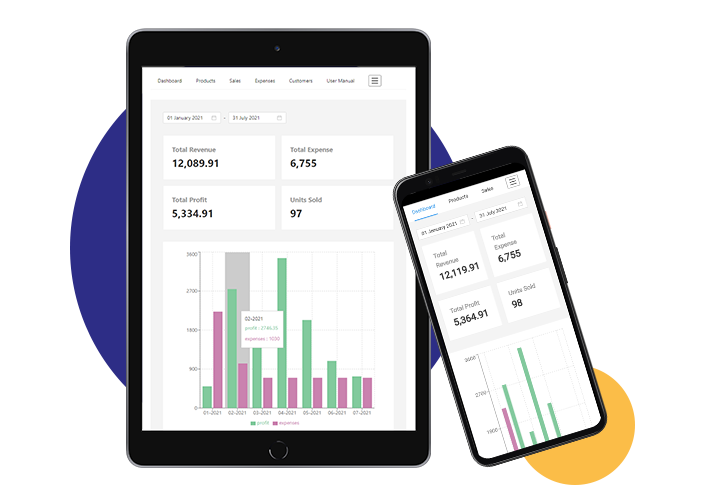 Dashboard Products Sales Expenses Customers User Manual
01 January 2021 - 31 July 2021
Total Revenue Total Expense
12,089.91 6,755
Total Profit Units Sold
5,334.91 97
3600
2700
1800
900
0
02-2021
profit : 2746.35
expenses : 1030
01-2021 02-2021 03-2021 04-2021 05-2021 06-2021 07-2021
profit expenses
Dashboard Products Sales
01 January 2021 - 31 July 2021
Total Revenue
12,119.91
Total Expense
6,755
Total Profit
5,364.91
Units Sold
98
3600
2700
1800